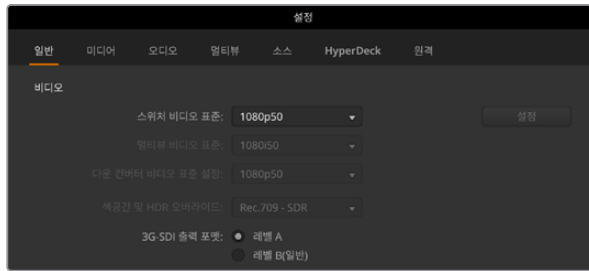 설정
일반 미디어 오디오 멀티뷰 소스 HyperDeck 원격
비디오
스위처 비디오 표준: 1080p50 설정
멀티뷰 비디오 표준: 1080i50
다운 컨버터 비디오 표준 설정: 1080p50
색공간 및 HDR 오버라이드: Rec.709 - SDR
3G-SDI 출력 포맷: 레벨 A
레벨 B(일반)